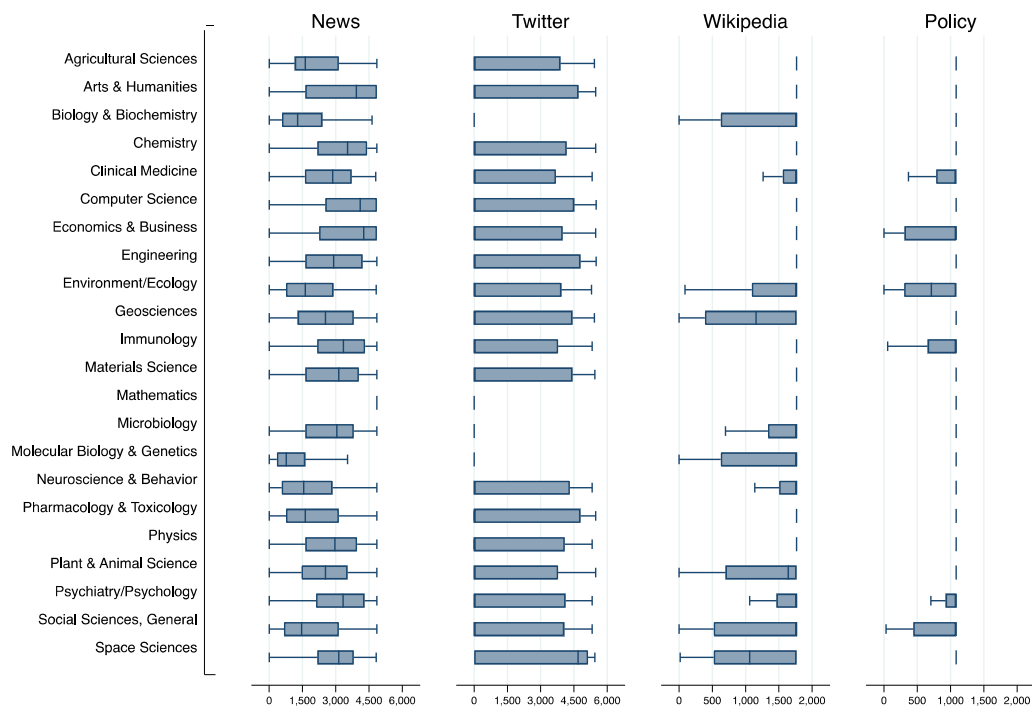 News Twitter Wikipedia Policy
Agricultural Sciences
Arts & Humanities
Biology & Biochemistry
Chemistry
Clinical Medicine
Computer Science
Economics & Business
Engineering
Environment/Ecology
Geosciences
Immunology
Materials Science
Mathematics
Microbiology
Molecular Biology & Genetics
Neuroscience & Behavior
Pharmacology & Toxicology
Physics
Plant & Animal Science
Psychiatry/Psychology
Social Sciences, General
Space Sciences
0 1,500 3,000 4,500 6,000 0 1,500 3,000 4,500 6,000 0 500 1,000 1,500 2,000 0 500 1,000 1,500 2,000